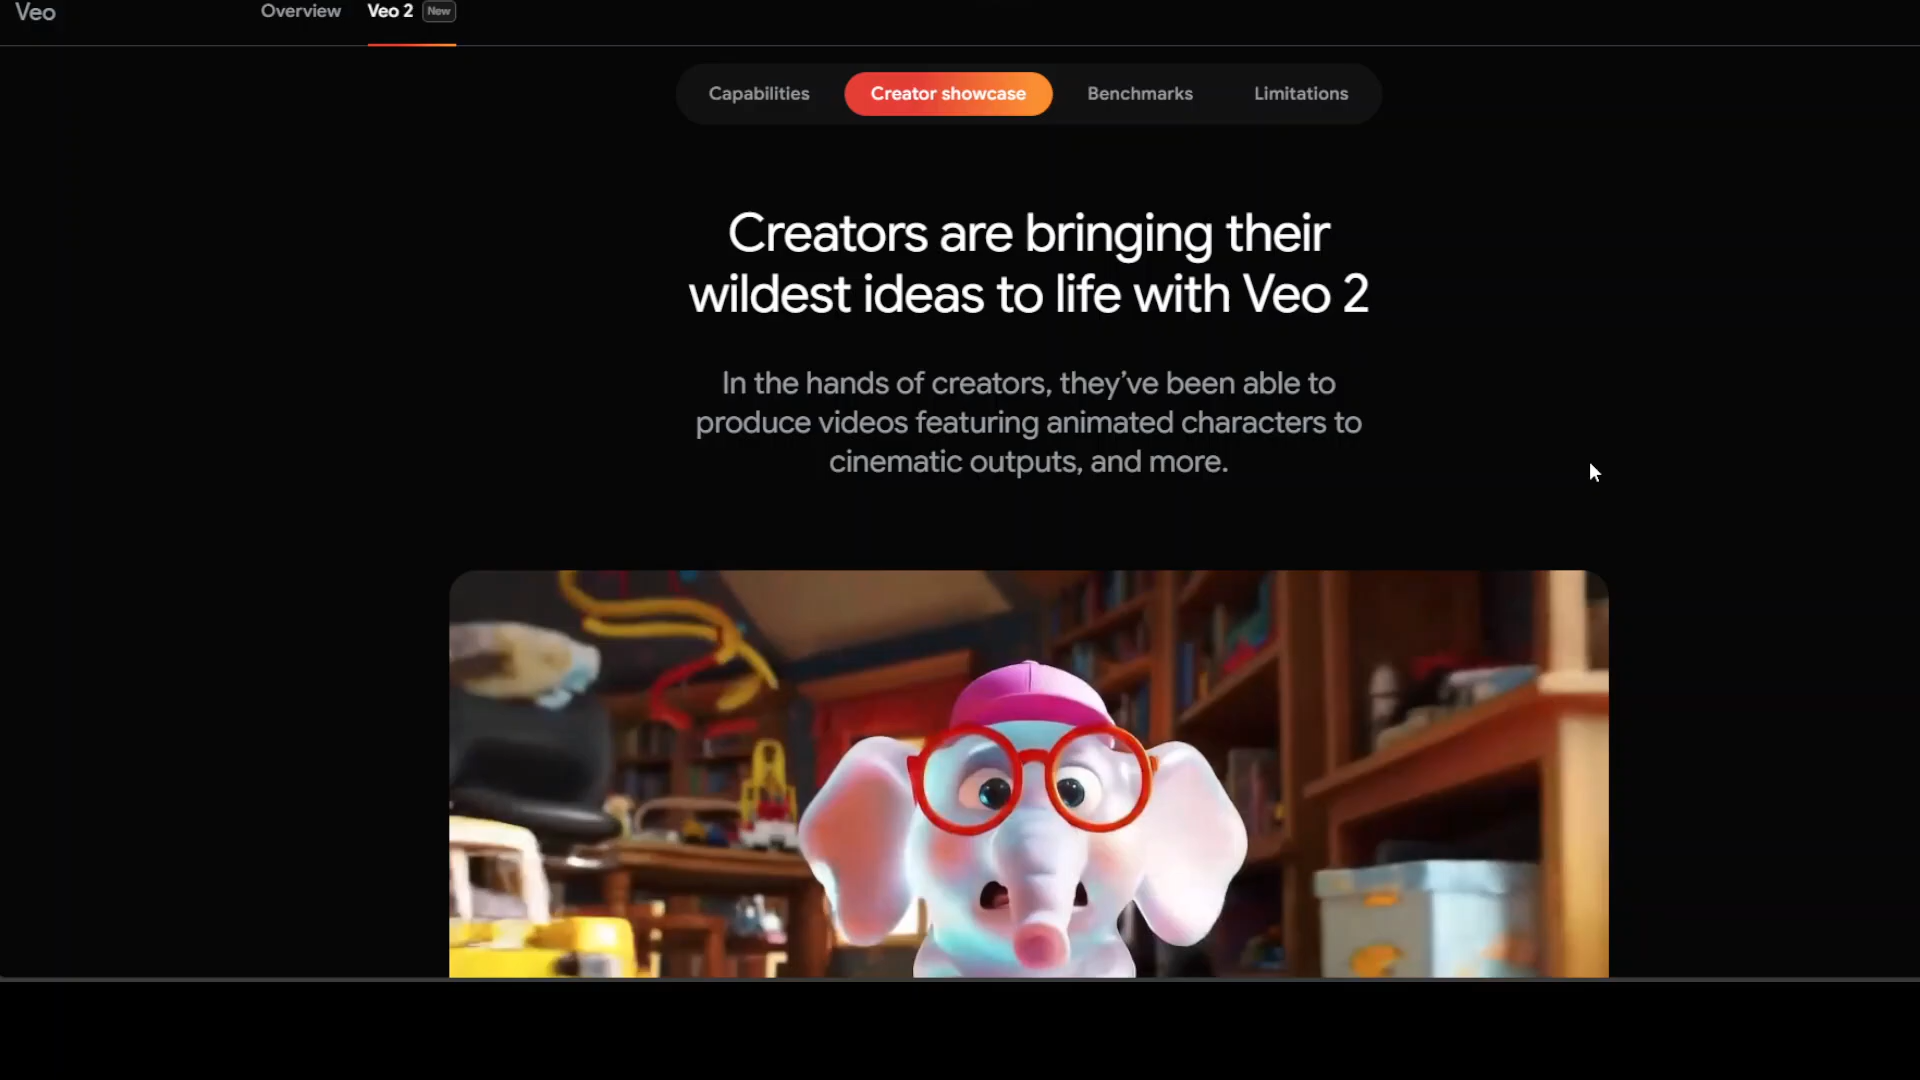 Veo
Overview
Veo 2
New
Capabilities
Creator showcase
Benchmarks
Limitations
Creators are bringing their
wildest ideas to life with Veo 2
In the hands of creators, they’ve been able to
produce videos featuring animated characters to
cinematic outputs, and more.